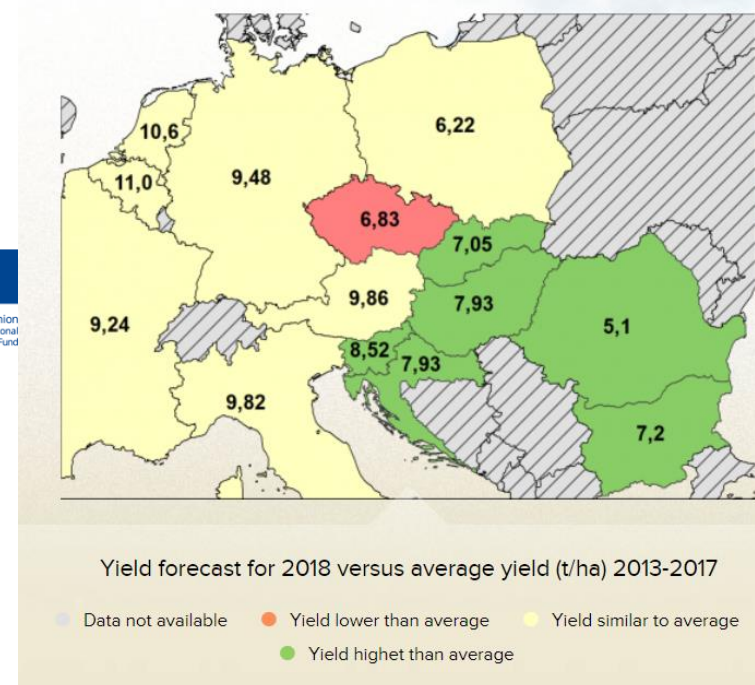 10,6
6,22
11,0
9,48
6,83
7,05
9,86
7,93
9,24
5,1
8,52
7,93
9,82
7,2
Yield forecast for 2018 versus average yield (t/ha) 2013-2017
Data not available
Yield lower than average
Yield similar to average
Yield highet than average
Fund